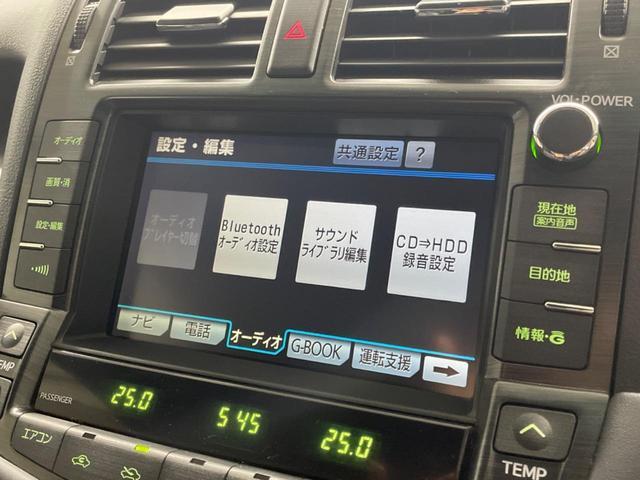 VOL・POWER
オーディオ
画質・消
設定・編集
設定・編集
共通設定
?
オーディオ
プレイヤー切替
Bluetooth
オーディオ設定
サウンド
ライブラリ編集
CD⇒HDD
録音設定
ナビ
電話
オーディオ
G-BOOK
運転支援
現在地
案内音声
目的地
情報・G
TEMP
PASSENGER
25.0
5:45
25.0
エアコン
TEMP